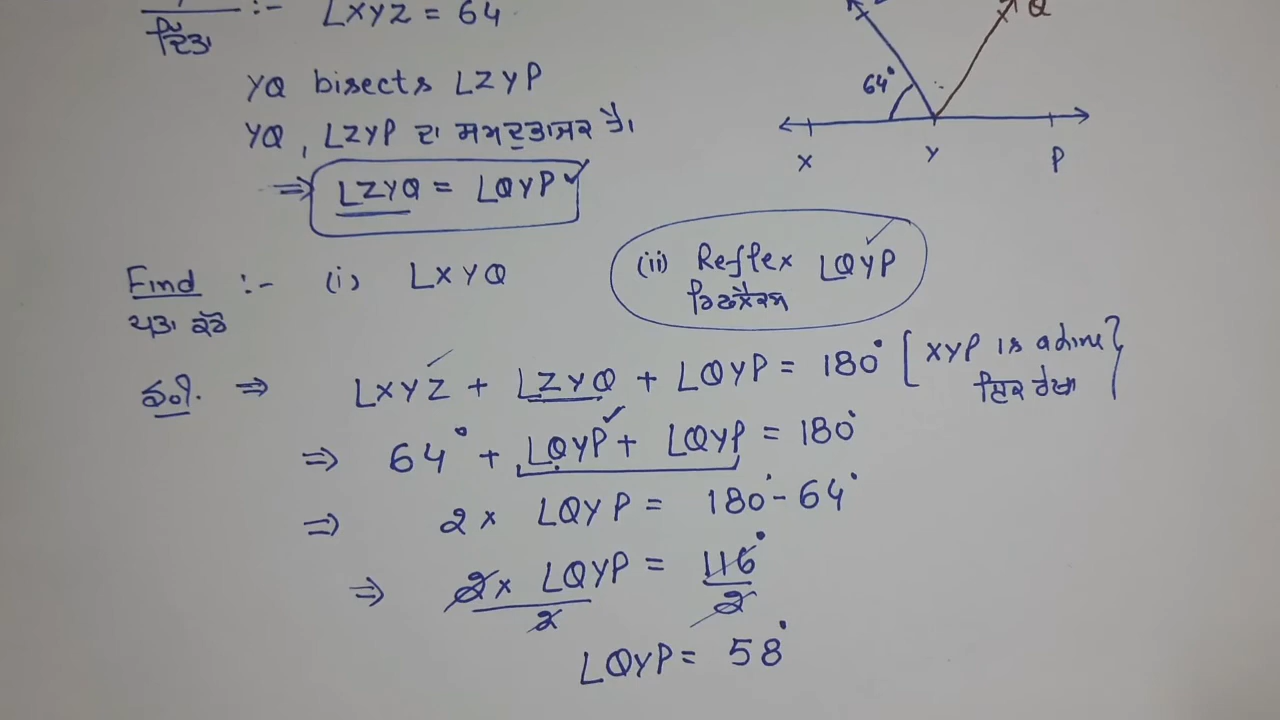 ਦਿੱਤਾ :- ∠XYZ = 64
YQ bisects ∠ZYP
YQ, ∠ZYP ਦਾ ਸਮਦੁਭਾਜਕ ਹੈ।
⇒ ∠ZYQ = ∠QYP ✓
64°
Q
X Y P
Find :- (i) ∠XYQ (ii) Reflex ∠QYP
ਪਤਾ ਕਰੋ ਰਿਫਲੈਕਸ
⇒ ∠XYZ + ∠ZYQ + ∠QYP = 180° [XYP is a line}
ਇੱਕ ਰੇਖਾ
⇒ 64° + ∠QYP + ∠QYP = 180°
⇒ 2 × ∠QYP = 180° - 64°
⇒ 2 × ∠QYP / 2 = 116° / 2
∠QYP = 58°